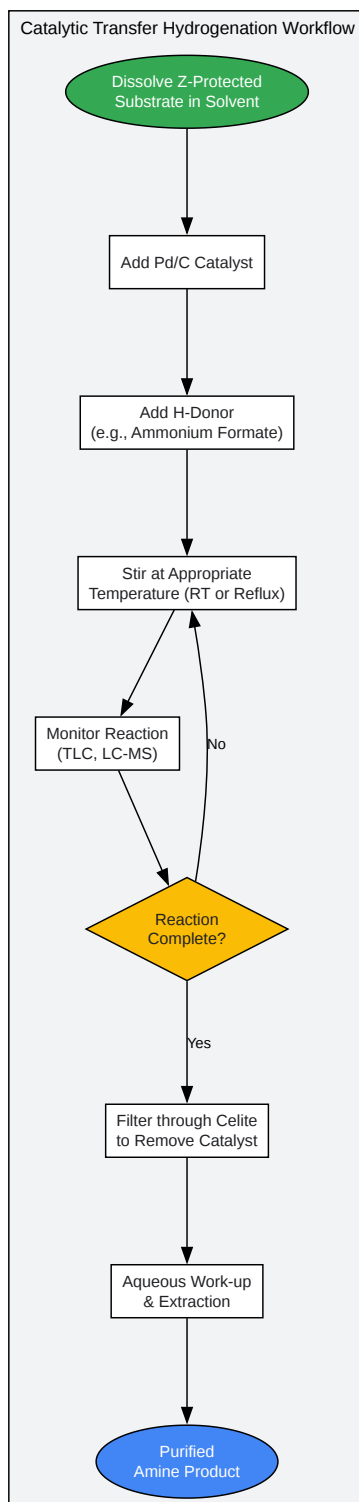 Catalytic Transfer Hydrogenation Workflow
Dissolve Z-Protected
Substrate in Solvent
Add Pd/C Catalyst
Add H-Donor
(e.g., Ammonium Formate)
Stir at Appropriate
Temperature (RT or Reflux)
Monitor Reaction
(TLC, LC-MS)
No
Reaction
Complete?
Yes
Filter through Celite
to Remove Catalyst
Aqueous Work-up
& Extraction
Purified
Amine Product